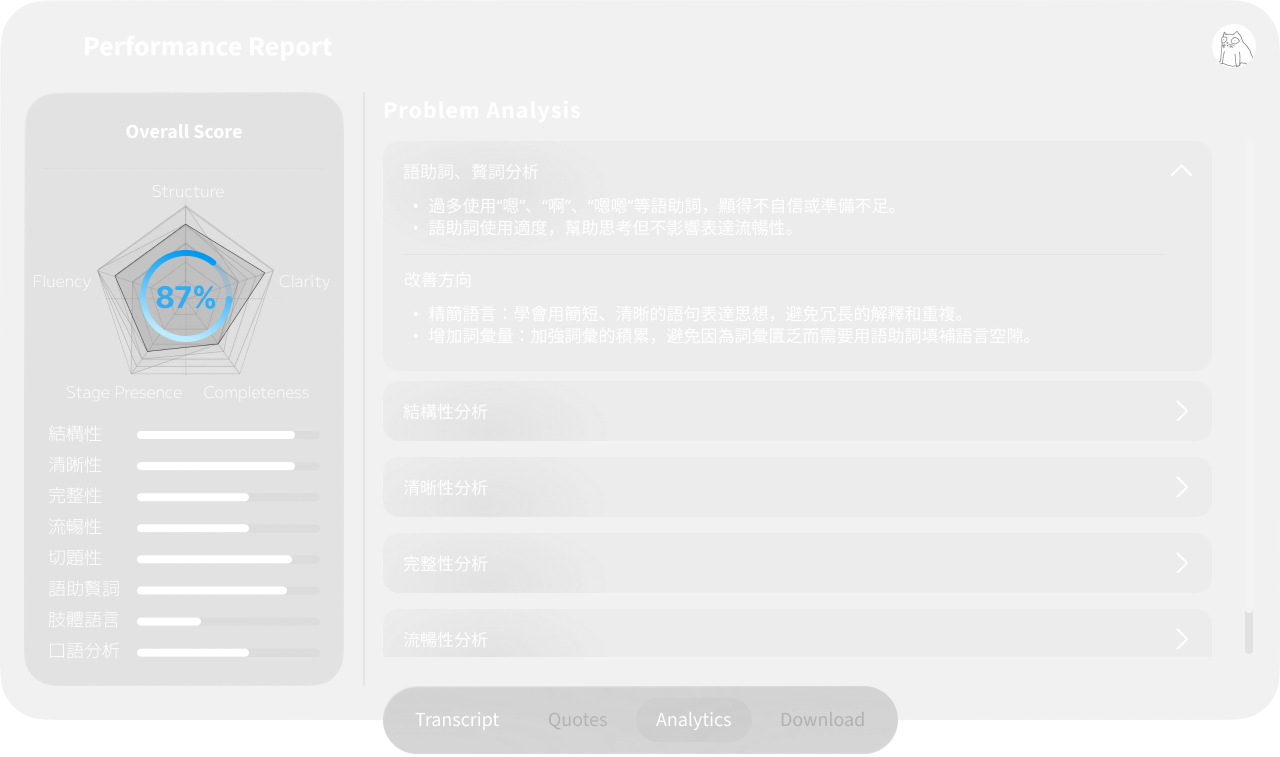 Performance Report
Overall Score
Structure
Fluency
Clarity
87%
Stage Presence
Completeness
結構性
清晰性
完整性
流暢性
切題性
語助贅詞
肢體語言
口語分析
Problem Analysis
語助詞、贅詞分析
• 過多使用“嗯”、“啊”、“嗯嗯”等語助詞，顯得不自信或準備不足。
• 語助詞使用適度，幫助思考但不影響表達流暢性。
改善方向
• 精簡語言：學會用簡短、清晰的語句表達思想，避免冗長的解釋和重複。
• 增加詞彙量：加強詞彙的積累，避免因為詞彙匱乏而需要用語助詞填補語言空隙。
結構性分析
清晰性分析
完整性分析
流暢性分析
Transcript
Quotes
Analytics
Download